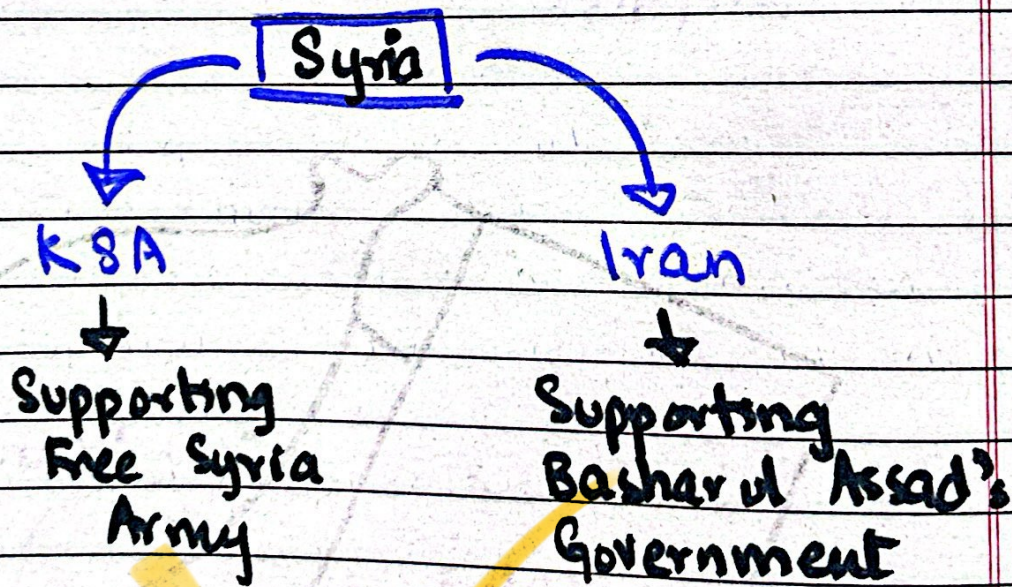 Syria
KSA
Iran
Supporting
Free Syria
Army
Supporting
Bashar ul Assad's
Government